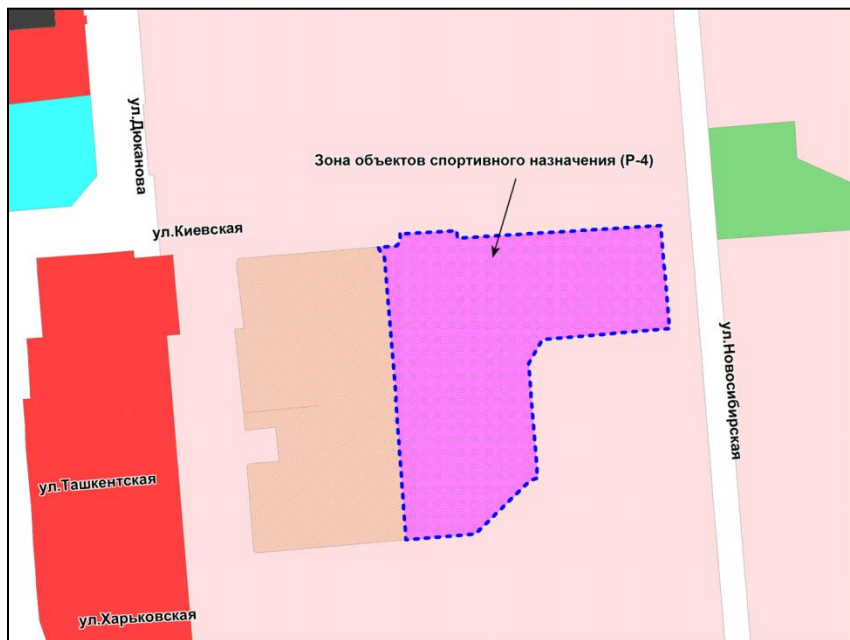 ул.Дюканова
Зона объектов спортивного назначения (Р-4)
ул.Киевская
ул.Новосибирская
ул.Ташкентская
ул.Харьковская